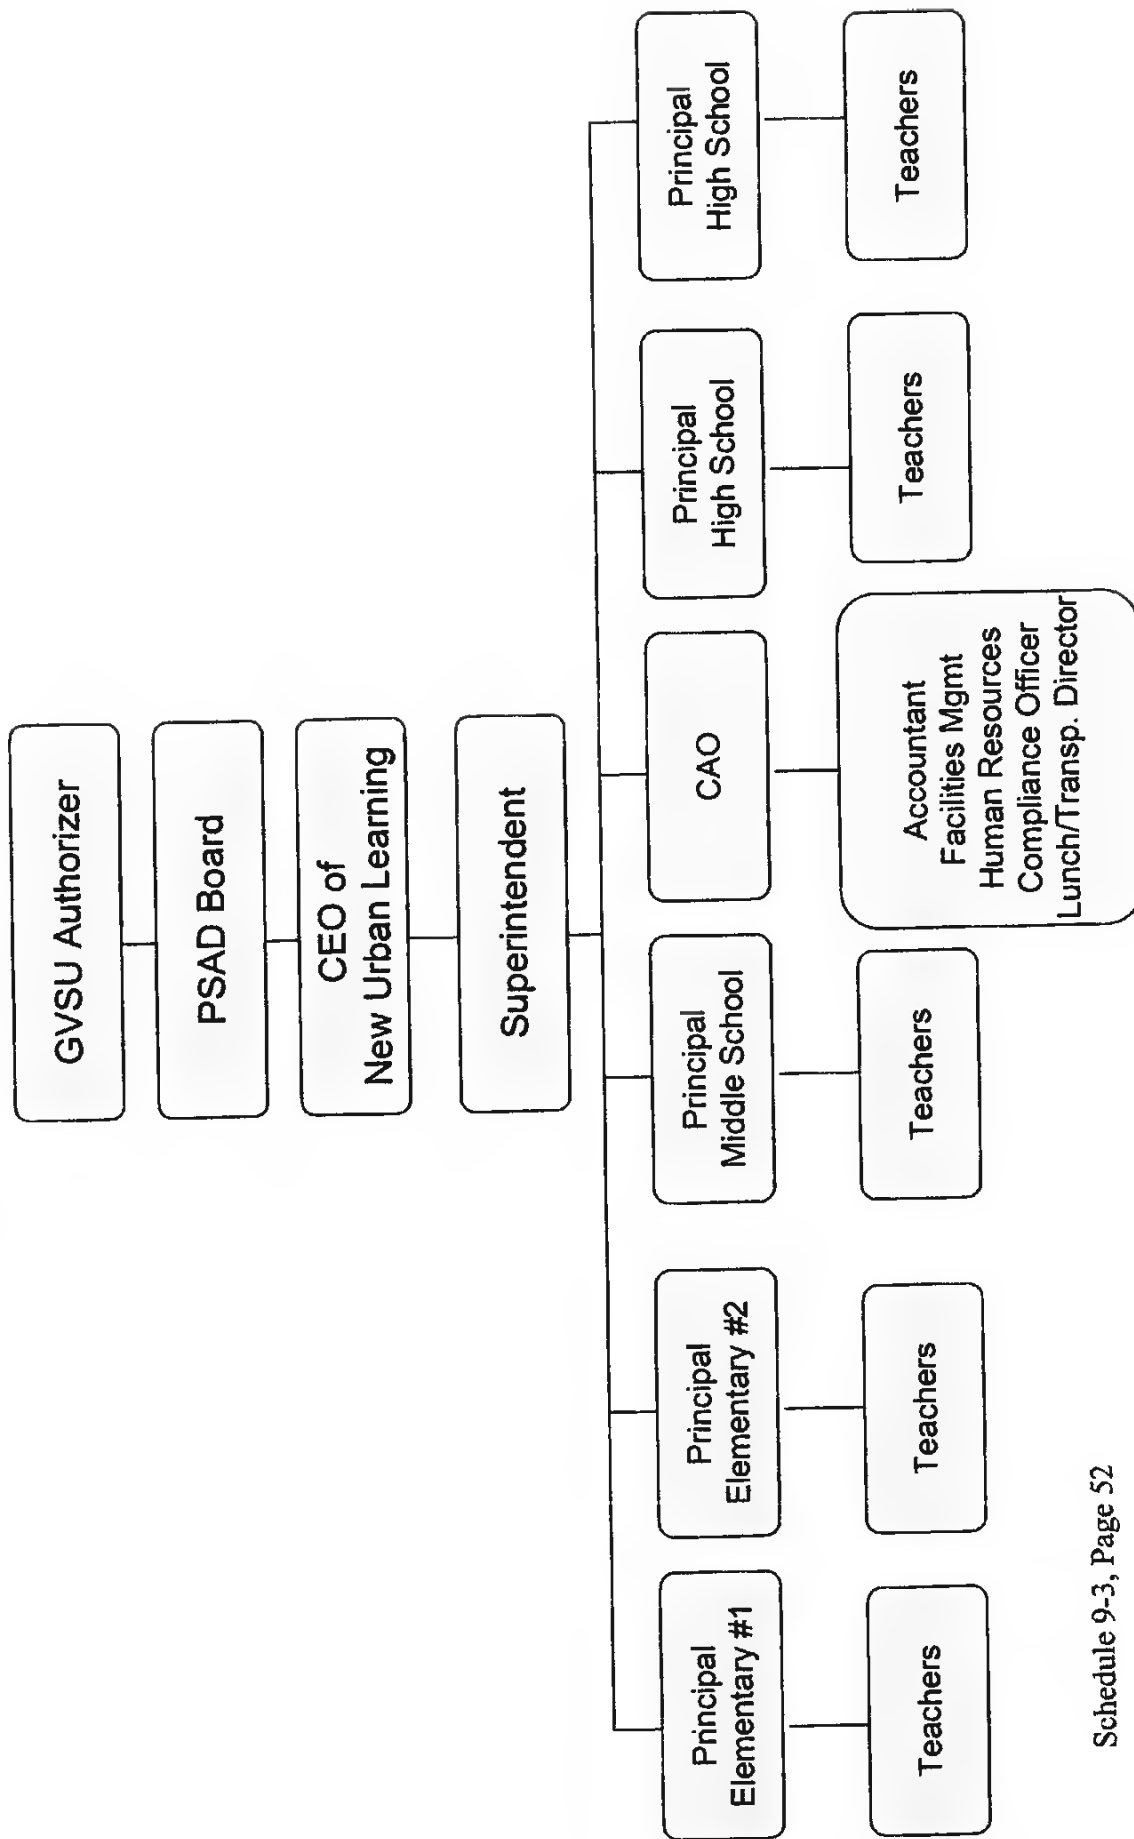 GVSU Authorizer
PSAD Board
CEO of
New Urban Learning
Superintendent
Principal
Elementary #1
Principal
Elementary #2
Principal
Middle School
CAO
Principal
High School
Principal
High School
Teachers
Teachers
Teachers
Accountant
Facilities Mgmt
Human Resources
Compliance Officer
Lunch/Transp. Director
Teachers
Teachers
Schedule 9-3, Page 52